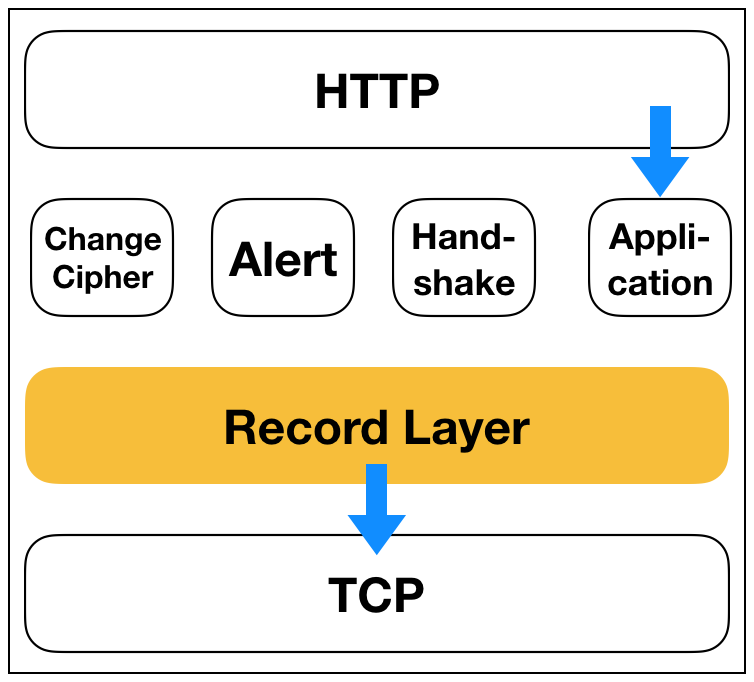 HTTP
Change
Cipher
Alert
Hand-
shake
Appli-
cation
Record Layer
TCP